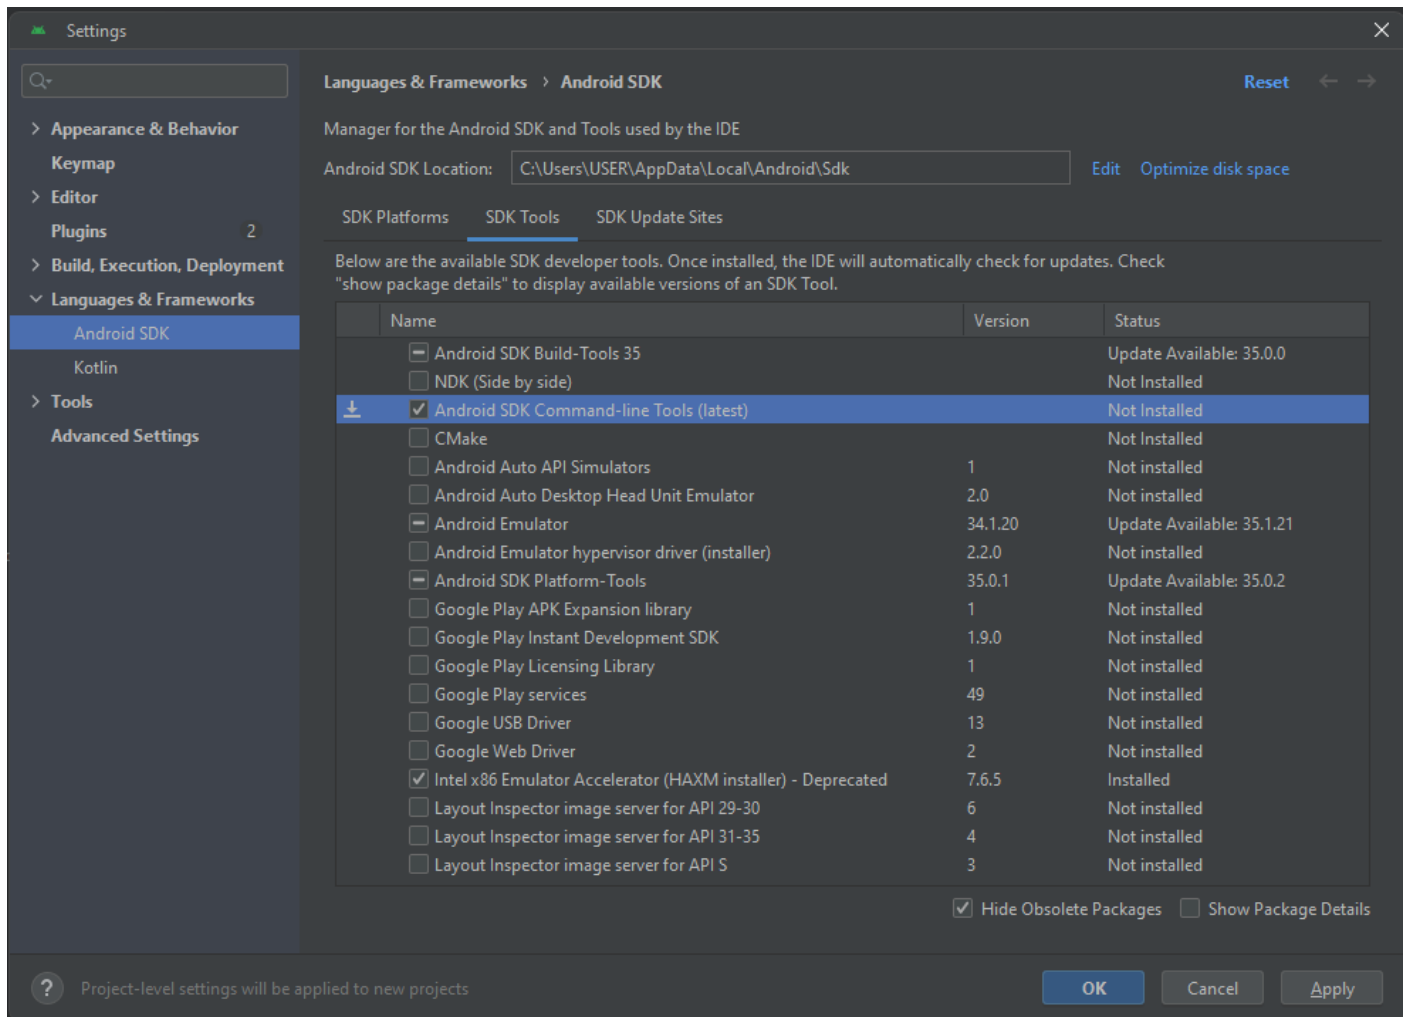 Settings
Languages & Frameworks › Android SDK
Reset
Appearance & Behavior
Keymap
Editor
Plugins 2
Build, Execution, Deployment
Languages & Frameworks
Android SDK
Kotlin
Tools
Advanced Settings
Manager for the Android SDK and Tools used by the IDE
Android SDK Location: C:\Users\USER\AppData\Local\Android\Sdk Edit Optimize disk space
SDK Platforms SDK Tools SDK Update Sites
Below are the available SDK developer tools. Once installed, the IDE will automatically check for updates. Check
"show package details" to display available versions of an SDK Tool.
Name Version Status
Android SDK Build-Tools 35 Update Available: 35.0.0
NDK (Side by side) Not Installed
Android SDK Command-line Tools (latest) Not Installed
CMake Not Installed
Android Auto API Simulators 1 Not installed
Android Auto Desktop Head Unit Emulator 2.0 Not installed
Android Emulator 34.1.20 Update Available: 35.1.21
Android Emulator hypervisor driver (installer) 2.2.0 Not installed
Android SDK Platform-Tools 35.0.1 Update Available: 35.0.2
Google Play APK Expansion library 1 Not installed
Google Play Instant Development SDK 1.9.0 Not installed
Google Play Licensing Library 1 Not installed
Google Play services 49 Not installed
Google USB Driver 13 Not installed
Google Web Driver 2 Not installed
Intel x86 Emulator Accelerator (HAXM installer) - Deprecated 7.6.5 Installed
Layout Inspector image server for API 29-30 6 Not installed
Layout Inspector image server for API 31-35 4 Not installed
Layout Inspector image server for API S 3 Not installed
Hide Obsolete Packages Show Package Details
? Project-level settings will be applied to new projects
OK Cancel Apply